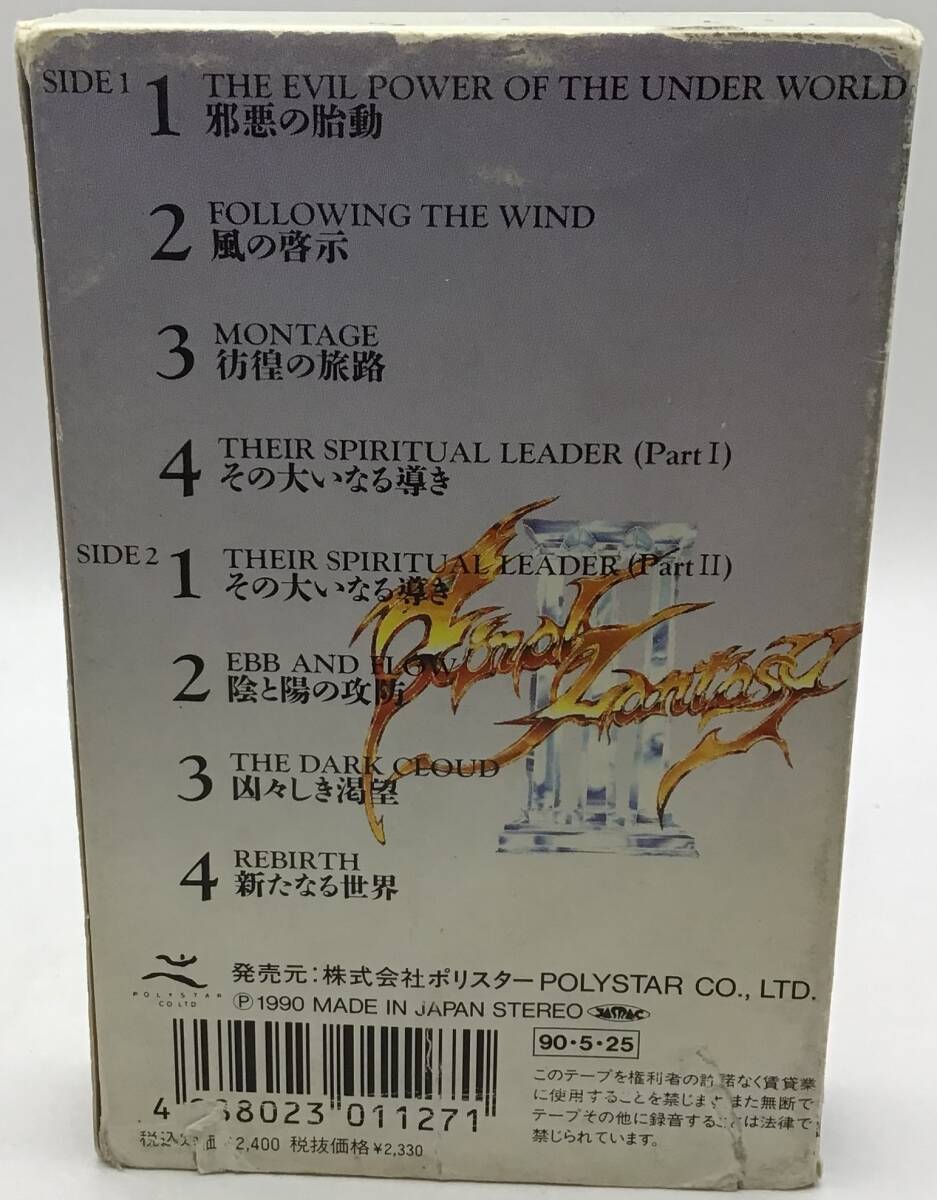 SIDE 1 1 THE EVIL POWER OF THE UNDER WORLD
邪悪の胎動
2 FOLLOWING THE WIND
風の啓示
3 MONTAGE
彷徨の旅路
4 THEIR SPIRITUAL LEADER (Part I)
その大いなる導き
SIDE 2 1 THEIR SPIRITUAL LEADER (Part II)
その大いなる導き
2 EBB AND FLOW
陰と陽の攻防
3 THE DARK CLOUD
凶々しき渇望
4 REBIRTH
新たなる世界
Final Fantasy
III
POLYSTAR
CO.LTD
発売元:株式会社ポリスター POLYSTAR CO., LTD.
Ⓟ1990 MADE IN JAPAN STEREO JASRAC
90・5・25
このテープを権利者の許諾なく賃貸業
に使用することを禁じます。また無断で
テープその他に録音することは法律で
禁じられています。
4 988023 011271
税込定価 ¥2,400 税抜価格¥2,330